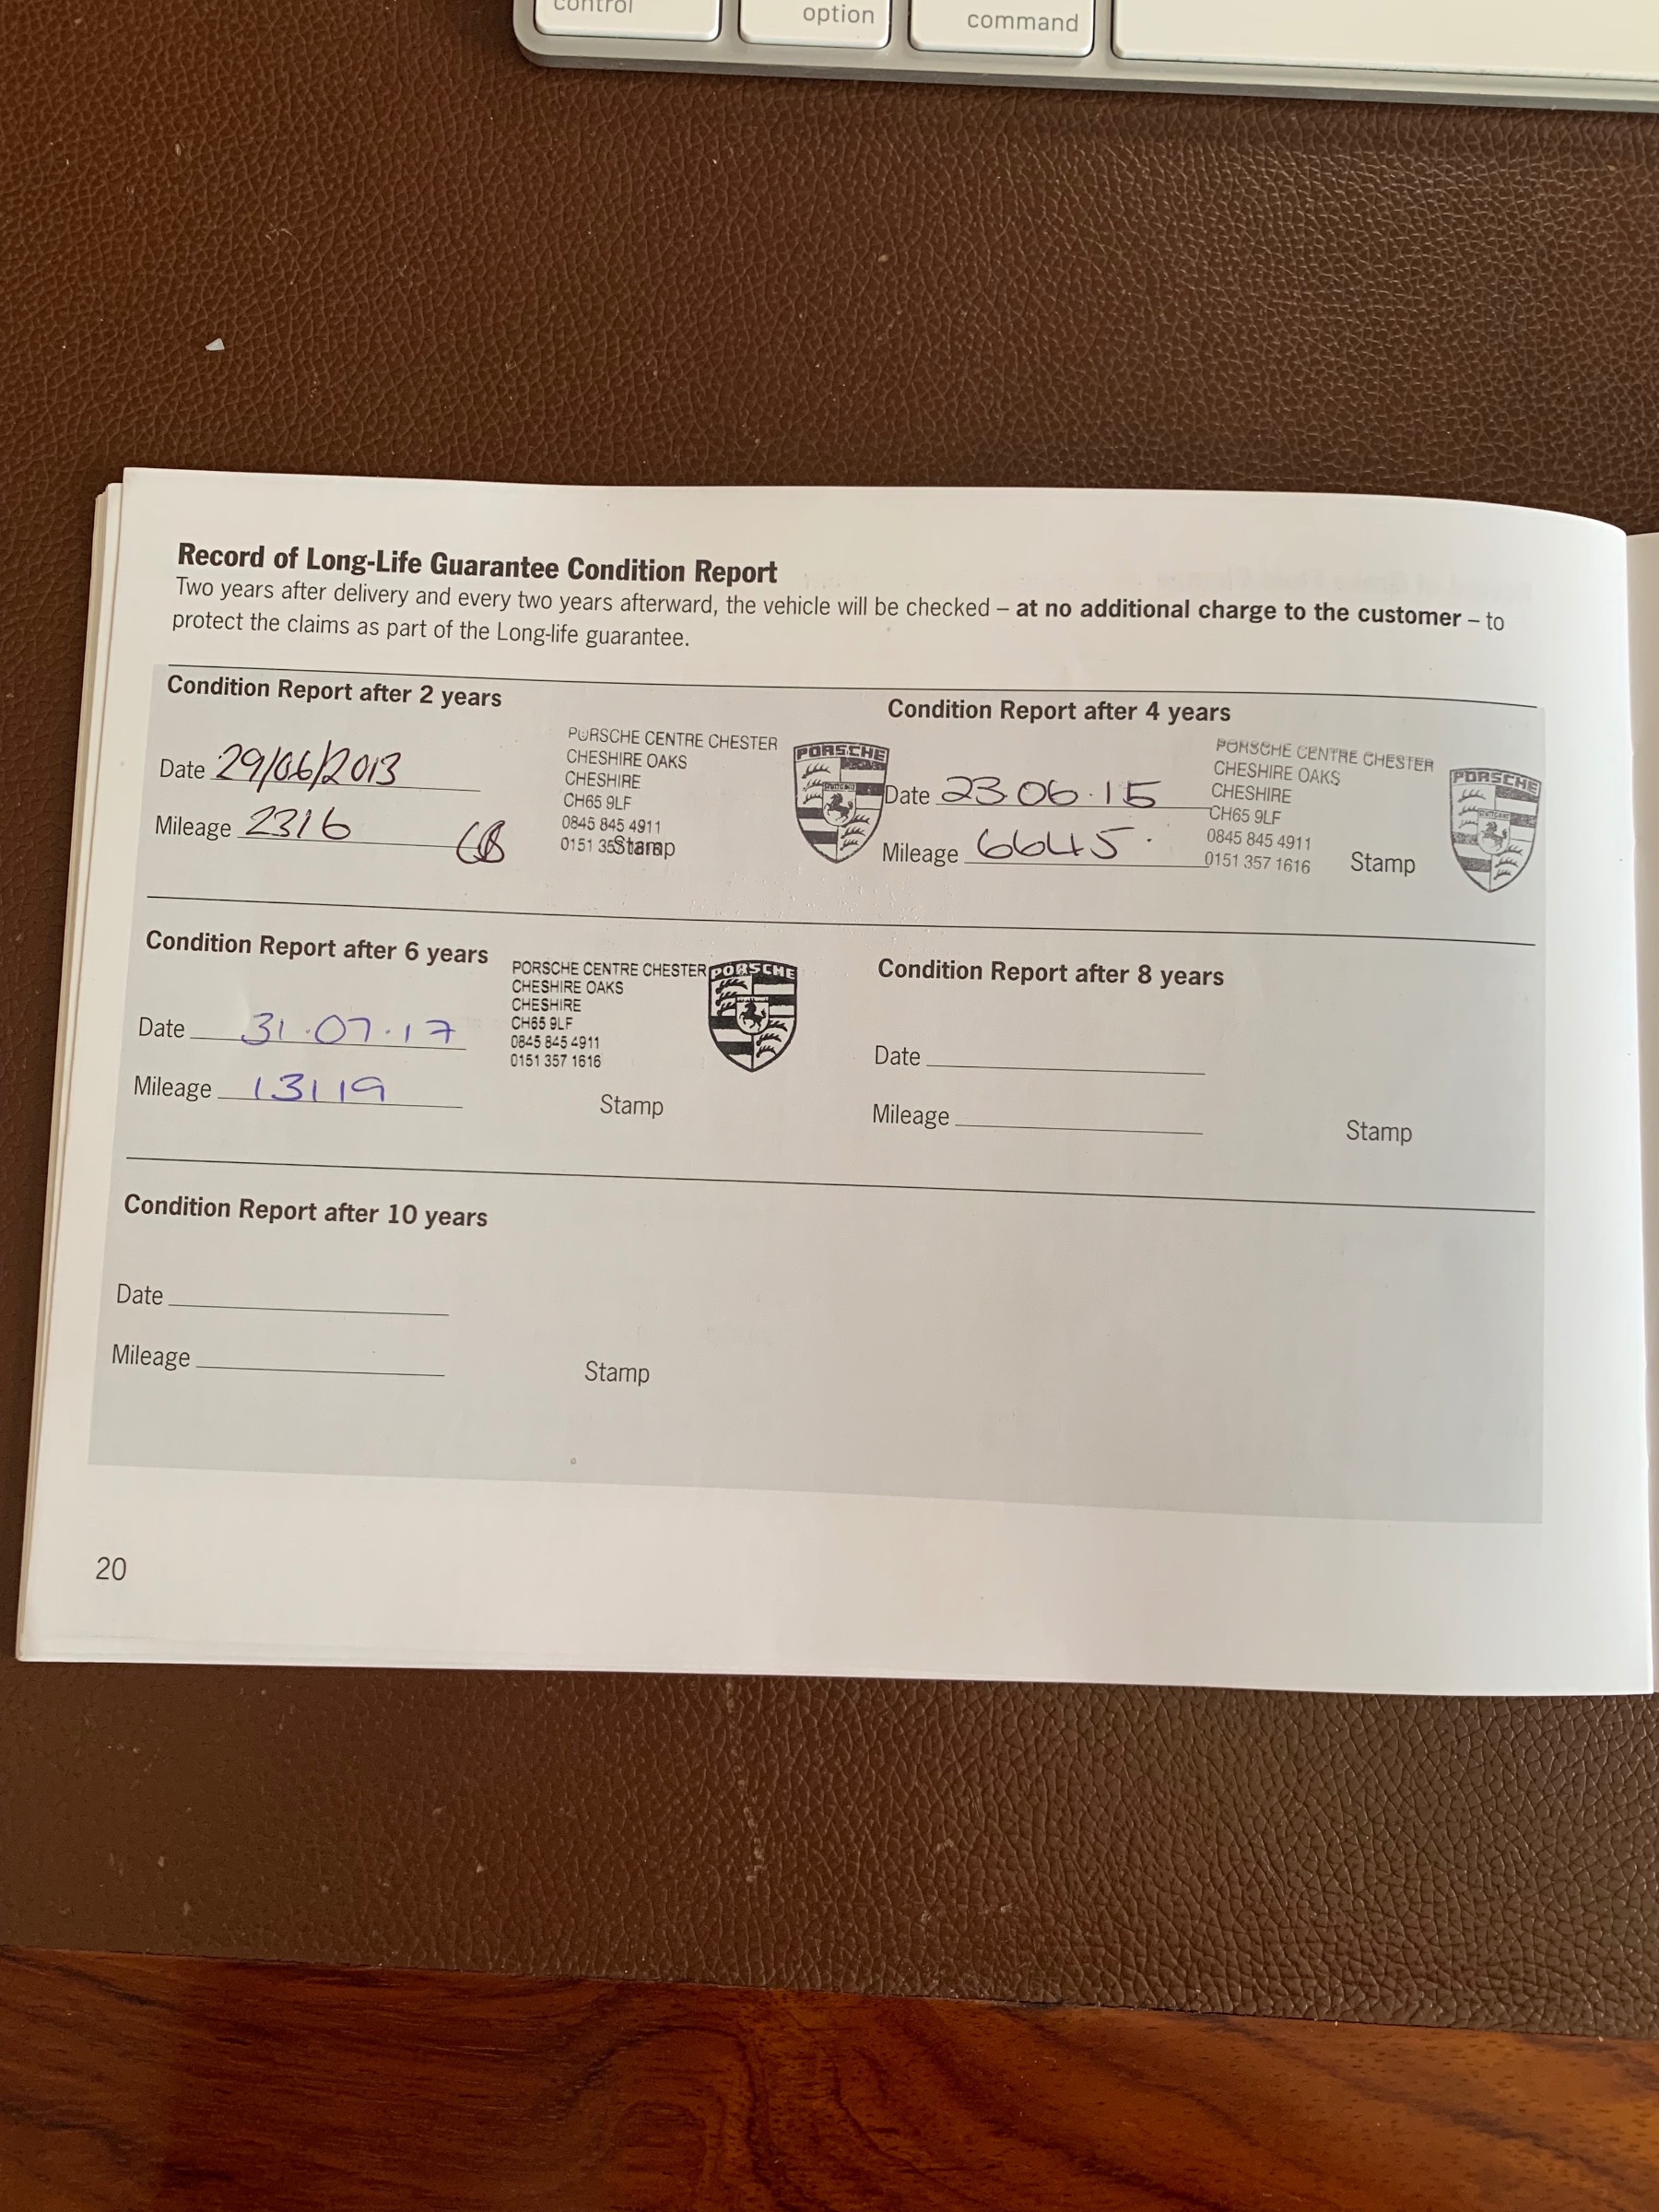 control
option
command
Record of Long-Life Guarantee Condition Report
Two years after delivery and every two years afterward, the vehicle will be checked – at no additional charge to the customer – to
protect the claims as part of the Long-life guarantee.
Condition Report after 2 years
Date 29/06/2013
Mileage 2316
PORSCHE CENTRE CHESTER
CHESHIRE OAKS
CHESHIRE
CH65 9LF
0845 845 4911
0151 35
Stamp
PORSCHE
Condition Report after 4 years
Date 23.06.15
Mileage 6645.
PORSCHE CENTRE CHESTER
CHESHIRE OAKS
CHESHIRE
CH65 9LF
0845 845 4911
0151 357 1616
Stamp
PORSCHE
Condition Report after 6 years
Date 31.07.17
Mileage 13119
PORSCHE CENTRE CHESTER
CHESHIRE OAKS
CHESHIRE
CH65 9LF
0845 845 4911
0151 357 1616
Stamp
PORSCHE
Condition Report after 8 years
Date
Mileage
Stamp
Condition Report after 10 years
Date
Mileage
Stamp
20